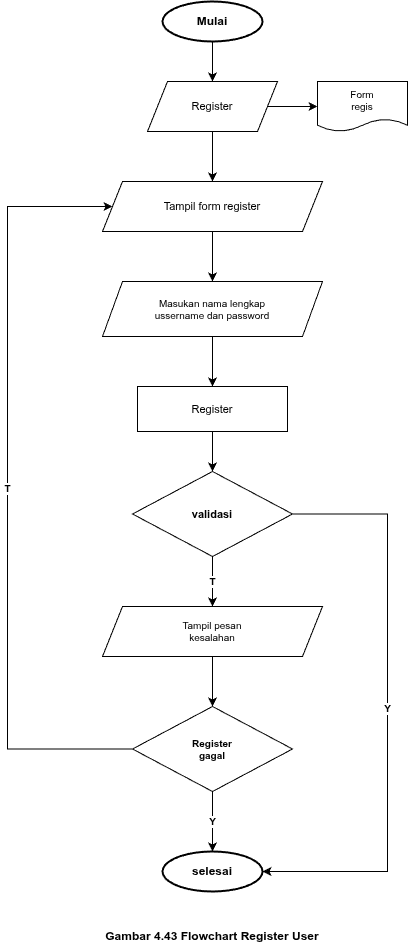 Mulai
Register
Form
regis
Tampil form register
Masukan nama lengkap
ussername dan password
Register
T
validasi
T
Tampil pesan
kesalahan
Y
Register
gagal
Y
selesai
Gambar 4.43 Flowchart Register User